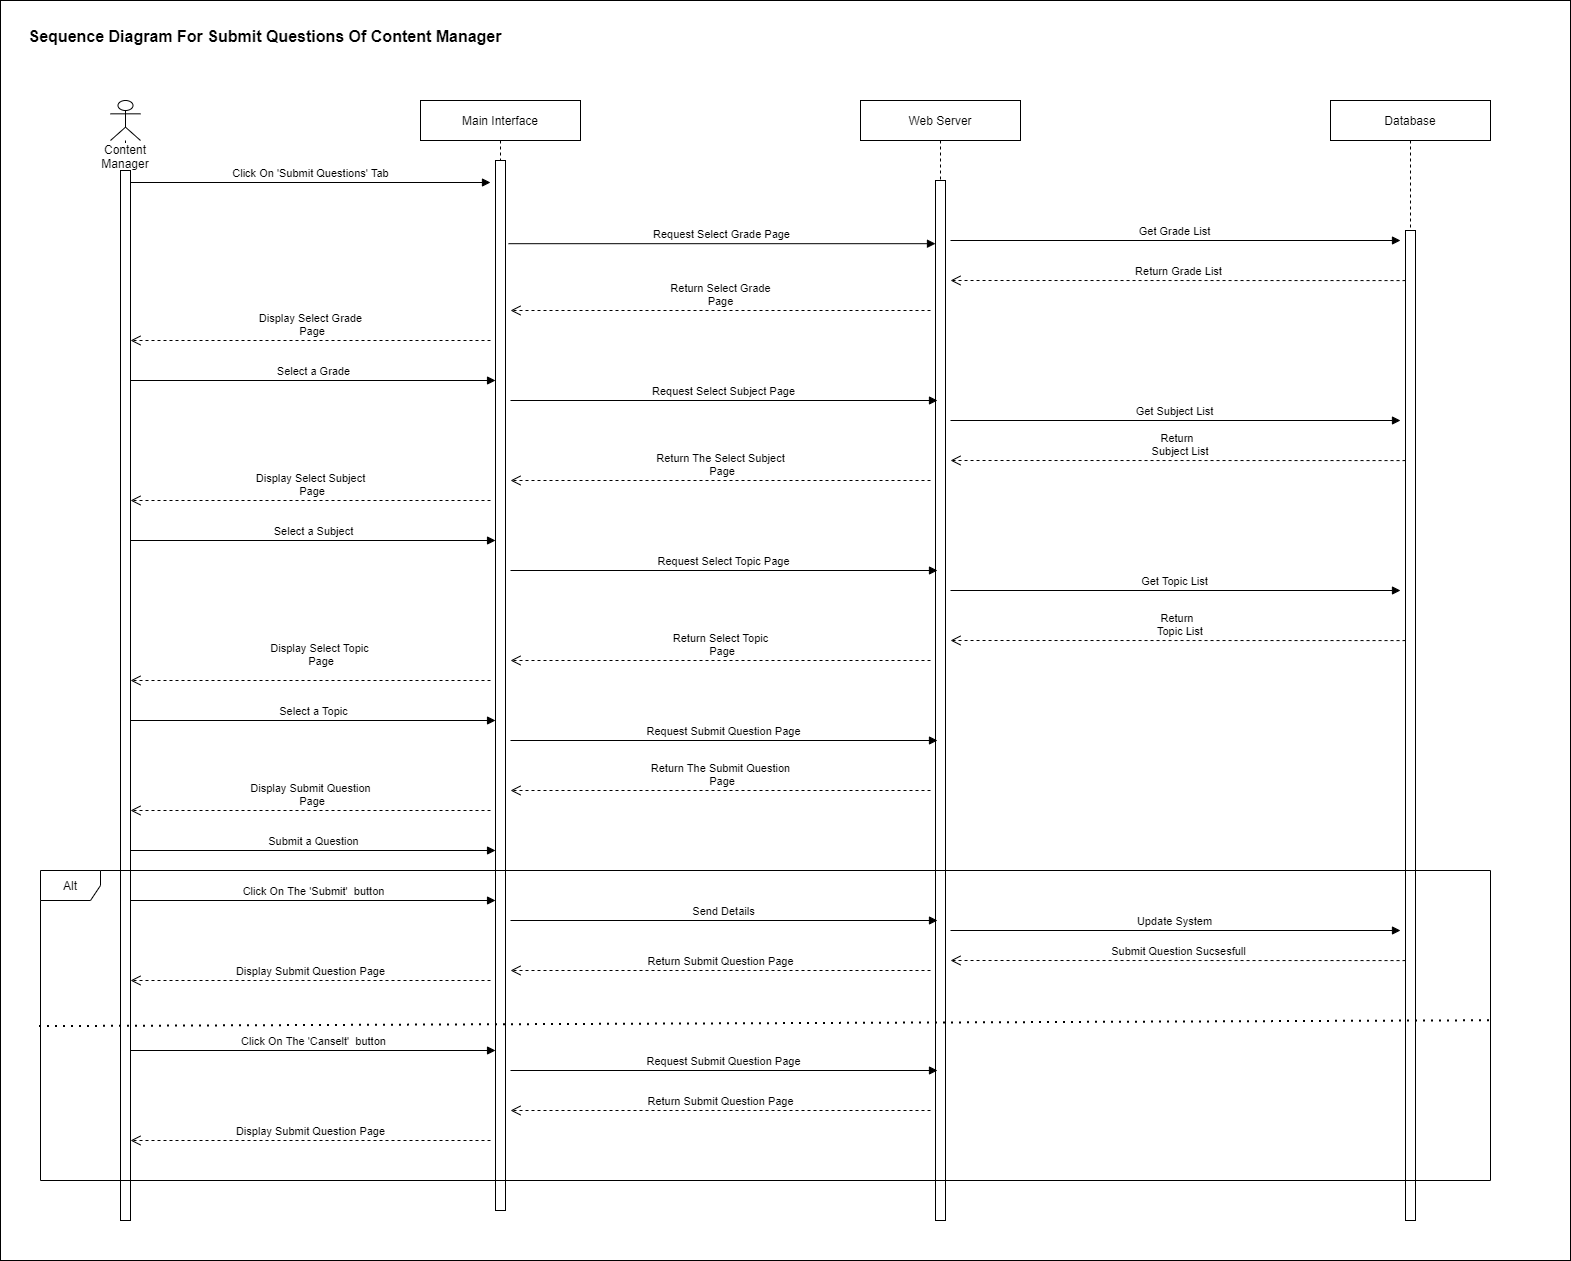 Sequence Diagram For Submit Questions Of Content Manager
Content
Manager
Main Interface
Web Server
Database
Click On 'Submit Questions' Tab
Request Select Grade Page
Get Grade List
Return Grade List
Return Select Grade
Page
Display Select Grade
Page
Select a Grade
Request Select Subject Page
Get Subject List
Return
Subject List
Return The Select Subject
Page
Display Select Subject
Page
Select a Subject
Request Select Topic Page
Get Topic List
Return
Topic List
Return Select Topic
Page
Display Select Topic
Page
Select a Topic
Request Submit Question Page
Return The Submit Question
Page
Display Submit Question
Page
Submit a Question
Alt
Click On The 'Submit'  button
Send Details
Update System
Submit Question Sucsesfull
Return Submit Question Page
Display Submit Question Page
Click On The 'Canselt'  button
Request Submit Question Page
Return Submit Question Page
Display Submit Question Page